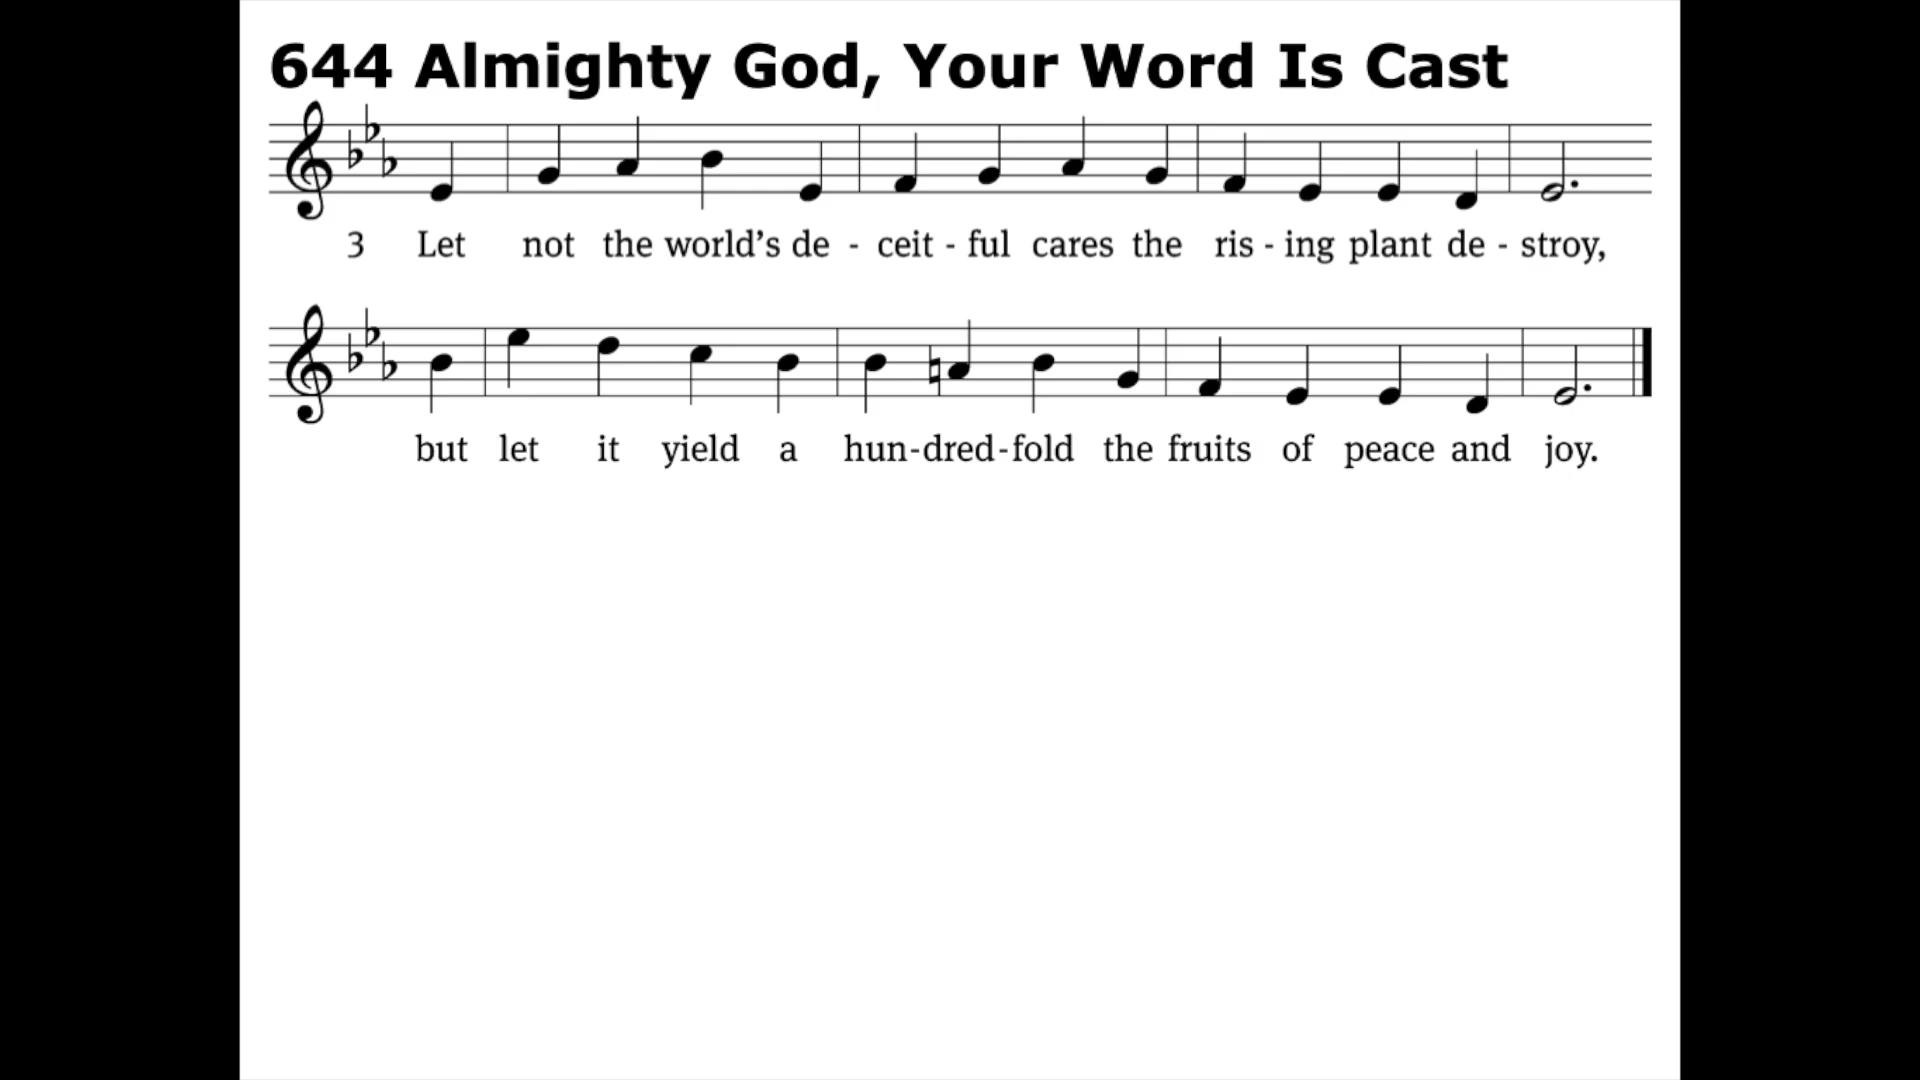 644 Almighty God, Your Word Is Cast
3 Let not the world’s de - ceit - ful cares the ris - ing plant de - stroy,
but let it yield a hun-dred-fold the fruits of peace and joy.